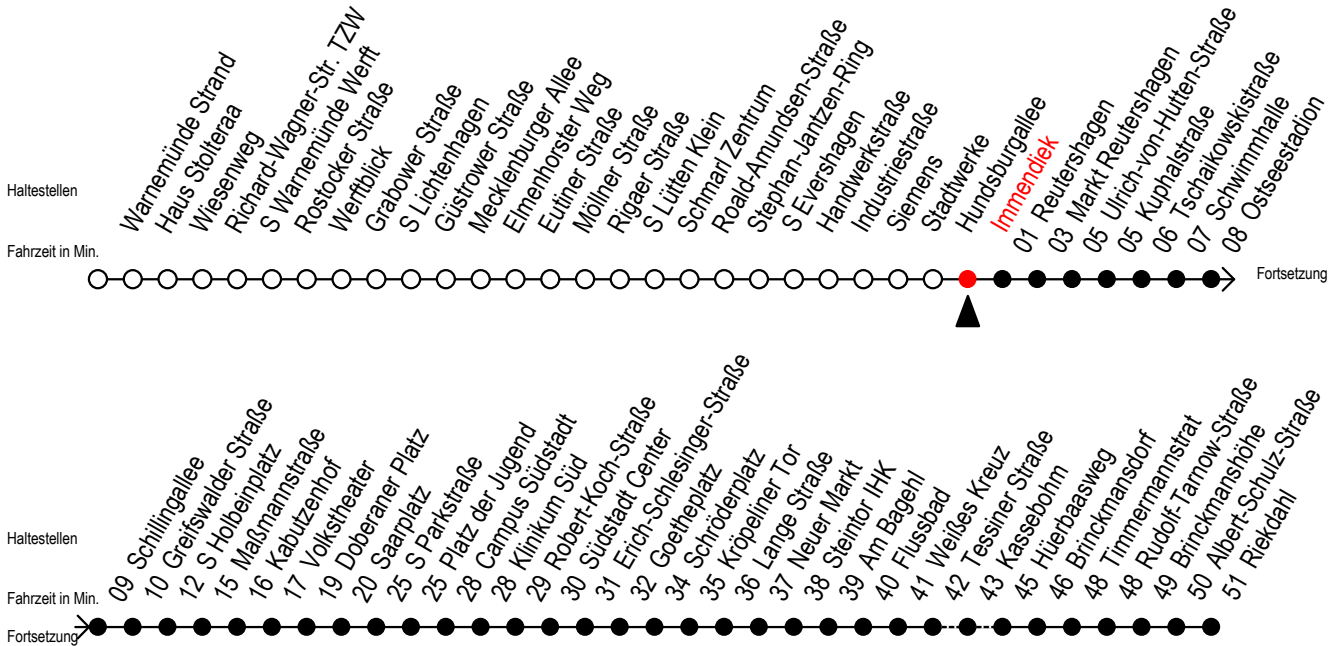 Haltestellen
Warnemünde Strand
Haus Stolteraa
Wiesenweg
Richard-Wagner-Str. TZW
S Warnemünde Werft
Rostocker Straße
Werftblick
Grabower Straße
S Lichtenhagen
Güstrower Straße
Mecklenburger Allee
Elmenhorster Weg
Eutiner Straße
Möllner Straße
Rigaer Straße
S Lütten Klein
Schmarl Zentrum
Roald-Amundsen-Straße
Stephan-Jantzen-Ring
S Evershagen
Handwerkstraße
Industriestraße
Siemens
Stadtwerke
Hundsburgallee
Immendiek
Fahrzeit in Min.
01 Reutershagen
03 Markt Reutershagen
05 Ulrich-von-Hutten-Straße
05 Kuphalstraße
06 Tschaikowskistraße
07 Schwimmhalle
08 Ostseestadion
Fortsetzung
Haltestellen
Fahrzeit in Min.
Fortsetzung
09 Schillingallee
10 Greifswalder Straße
12 S Holbeinplatz
15 Maßmannstraße
16 Kabutzenhof
17 Volkstheater
19 Doberaner Platz
20 Saarplatz
25 S Parkstraße
25 Platz der Jugend
28 Campus Südstadt
28 Klinikum Süd
29 Robert-Koch-Straße
30 Südstadt Center
31 Erich-Schlesinger-Straße
32 Goetheplatz
34 Schröderplatz
35 Kröpeliner Tor
36 Lange Straße
37 Neuer Markt
38 Steintor IHK
39 Am Bagehl
40 Flussbad
41 Weißes Kreuz
42 Tessiner Straße
43 Kassebohm
45 Hüerbaasweg
46 Brinckmansdorf
48 Timmermannstrat
48 Rudolf-Tarnow-Straße
49 Brinckmanshöhe
50 Albert-Schulz-Straße
51 Riekdahl